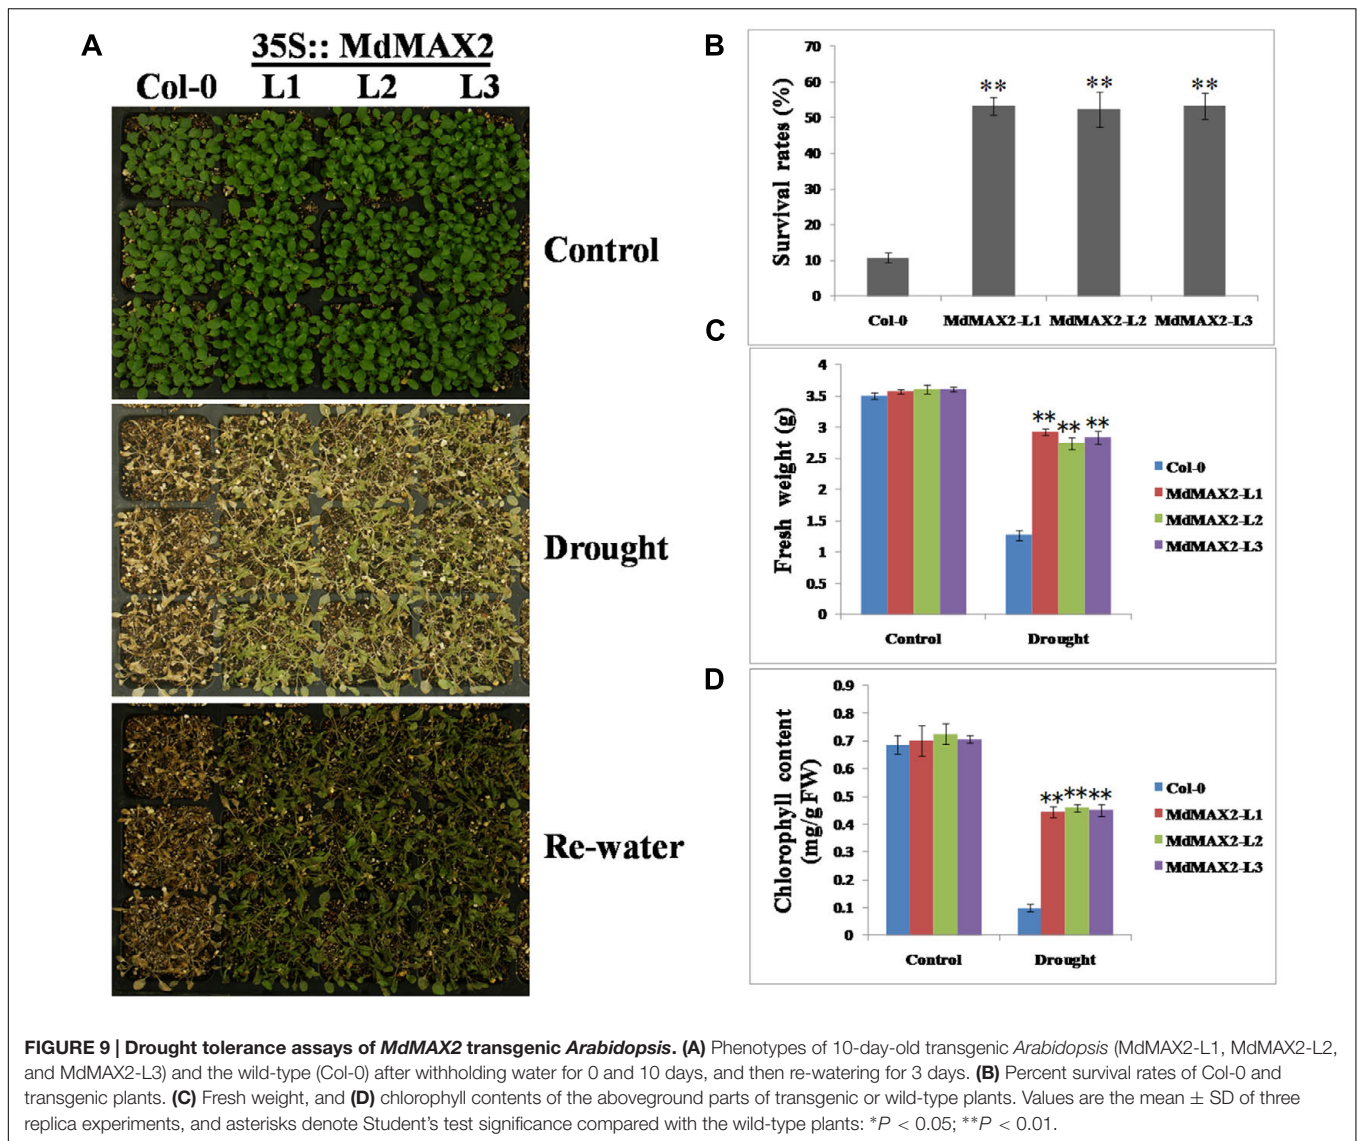 A
35S:: MdMAX2
Col-0 L1 L2 L3
Control
Drought
Re-water
B
Survival rates (%)
70
60
50
40
30
20
10
0
** ** **
Col-0 MdMAX2-L1 MdMAX2-L2 MdMAX2-L3
C
Fresh weight (g)
4
3.5
3
2.5
2
1.5
1
0.5
0
** ** **
Control Drought
Col-0
MdMAX2-L1
MdMAX2-L2
MdMAX2-L3
D
Chlorophyll content
(mg/g FW)
0.9
0.8
0.7
0.6
0.5
0.4
0.3
0.2
0.1
0
** ** **
Control Drought
Col-0
MdMAX2-L1
MdMAX2-L2
MdMAX2-L3
FIGURE 9 | Drought tolerance assays of MdMAX2 transgenic Arabidopsis. (A) Phenotypes of 10-day-old transgenic Arabidopsis (MdMAX2-L1, MdMAX2-L2,
and MdMAX2-L3) and the wild-type (Col-0) after withholding water for 0 and 10 days, and then re-watering for 3 days. (B) Percent survival rates of Col-0 and
transgenic plants. (C) Fresh weight, and (D) chlorophyll contents of the aboveground parts of transgenic or wild-type plants. Values are the mean ± SD of three
replica experiments, and asterisks denote Student's test significance compared with the wild-type plants: *P < 0.05; **P < 0.01.